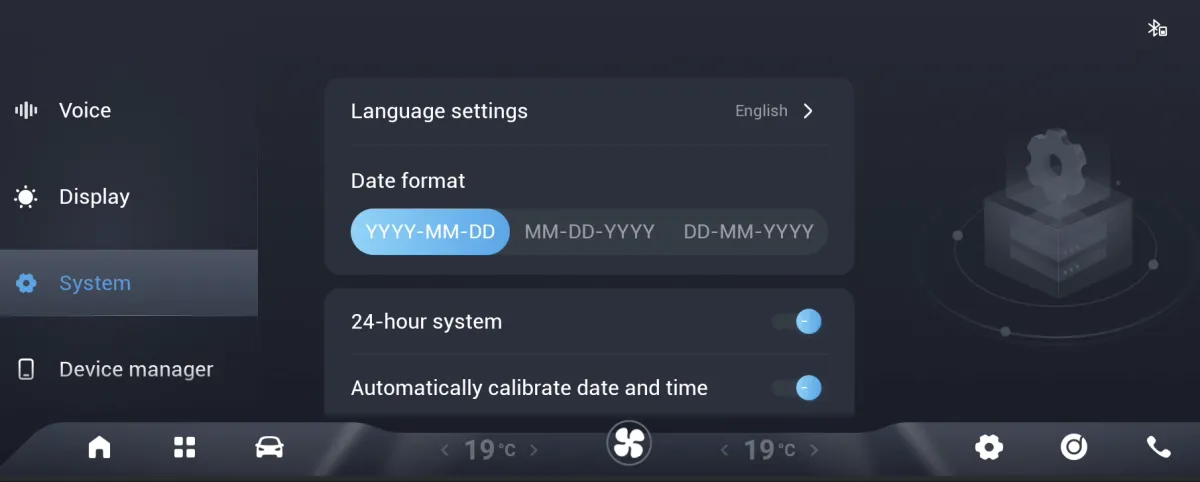 Voice
Display
System
Device manager
Language settings English
Date format
YYYY-MM-DD MM-DD-YYYY DD-MM-YYYY
24-hour system
Automatically calibrate date and time
19°C 19°C